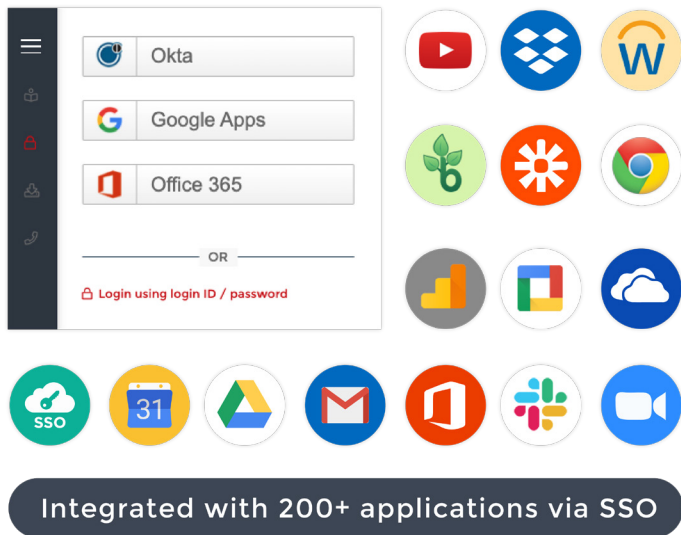 Okta
Google Apps
Office 365
OR
Login using login ID / password
SSO
31
Integrated with 200+ applications via SSO